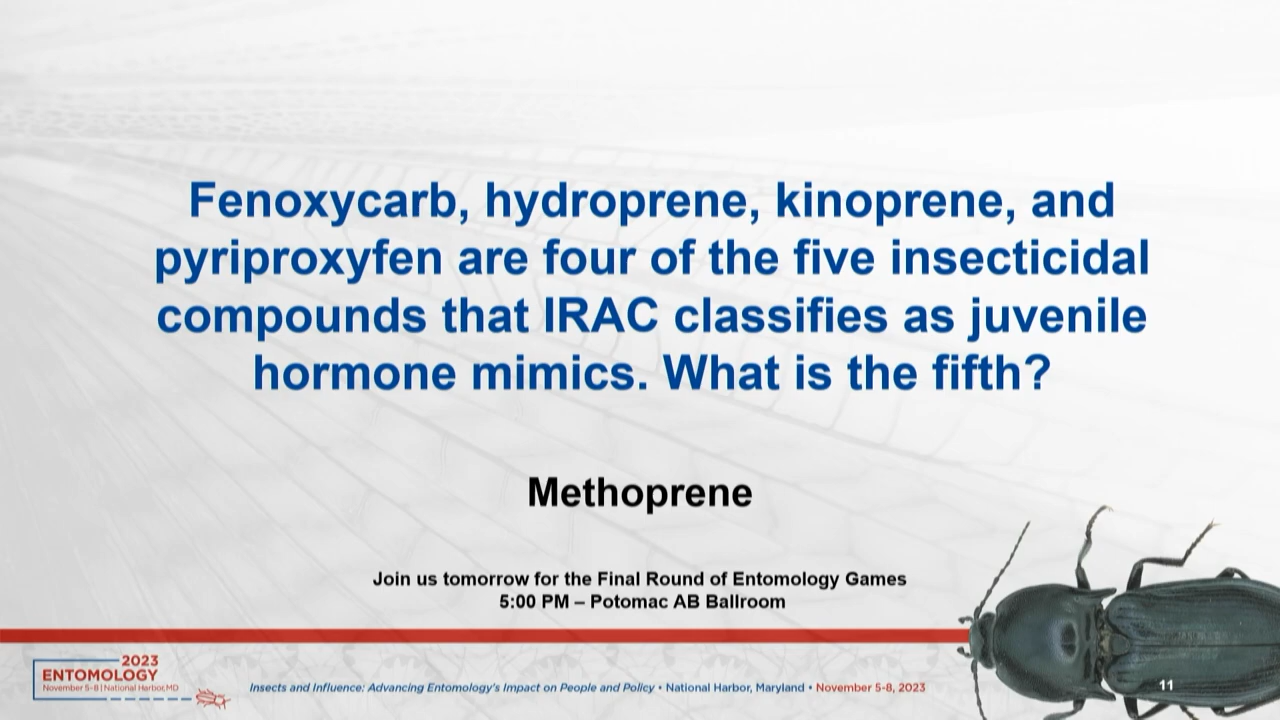 Fenoxycarb, hydroprene, kinoprene, and
pyriproxyfen are four of the five insecticidal
compounds that IRAC classifies as juvenile
hormone mimics. What is the fifth?
Methoprene
Join us tomorrow for the Final Round of Entomology Games
5:00 PM – Potomac AB Ballroom
2023
ENTOMOLOGY
November 5-8 | National Harbor, MD
Insects and Influence: Advancing Entomology's Impact on People and Policy • National Harbor, Maryland • November 5-8, 2023
11